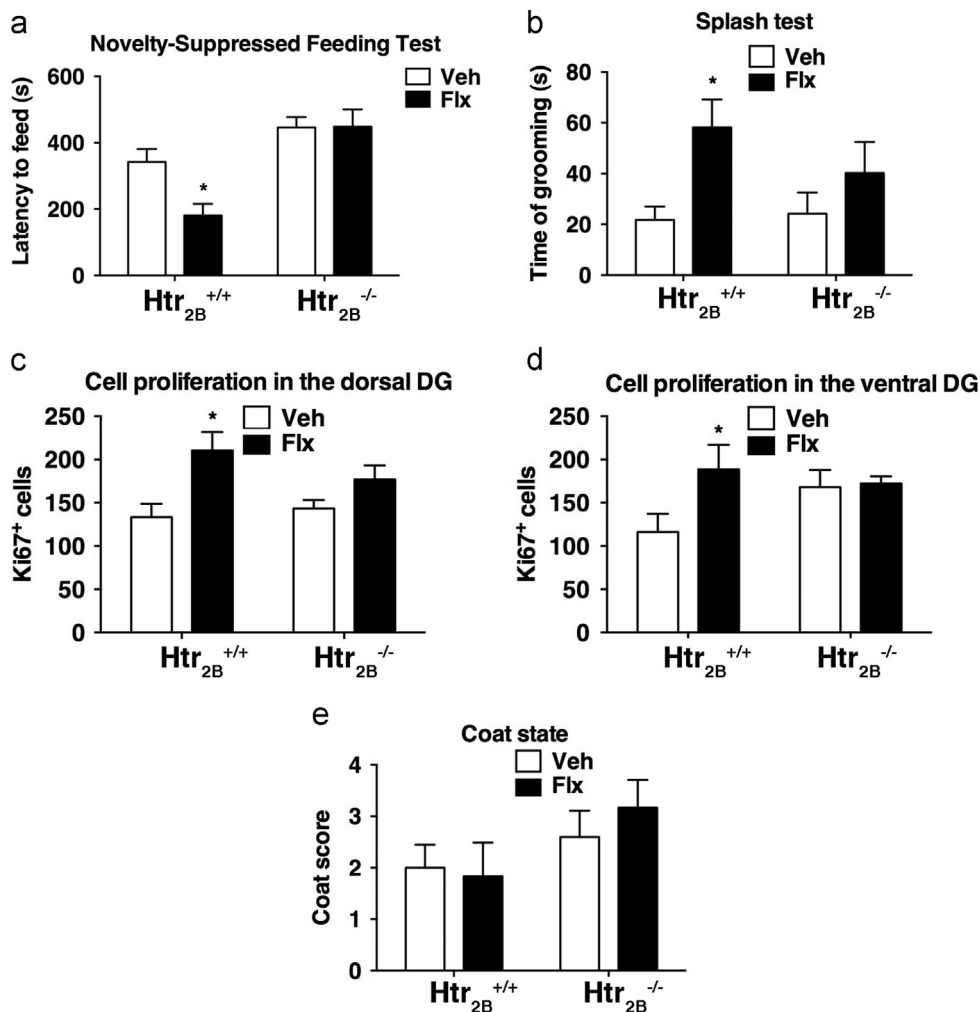 a
Novelty-Suppressed Feeding Test
Veh
Flx
Latency to feed (s)
600
400
200
0
*
Htr2B+/+
Htr2B-/-
b
Splash test
Veh
Flx
Time of grooming (s)
80
60
40
20
0
*
Htr2B+/+
Htr2B-/-
c
Cell proliferation in the dorsal DG
Veh
Flx
Ki67+ cells
250
200
150
100
50
0
*
Htr2B+/+
Htr2B-/-
d
Cell proliferation in the ventral DG
Veh
Flx
Ki67+ cells
250
200
150
100
50
0
*
Htr2B+/+
Htr2B-/-
e
Coat state
Veh
Flx
Coat score
4
3
2
1
0
Htr2B+/+
Htr2B-/-